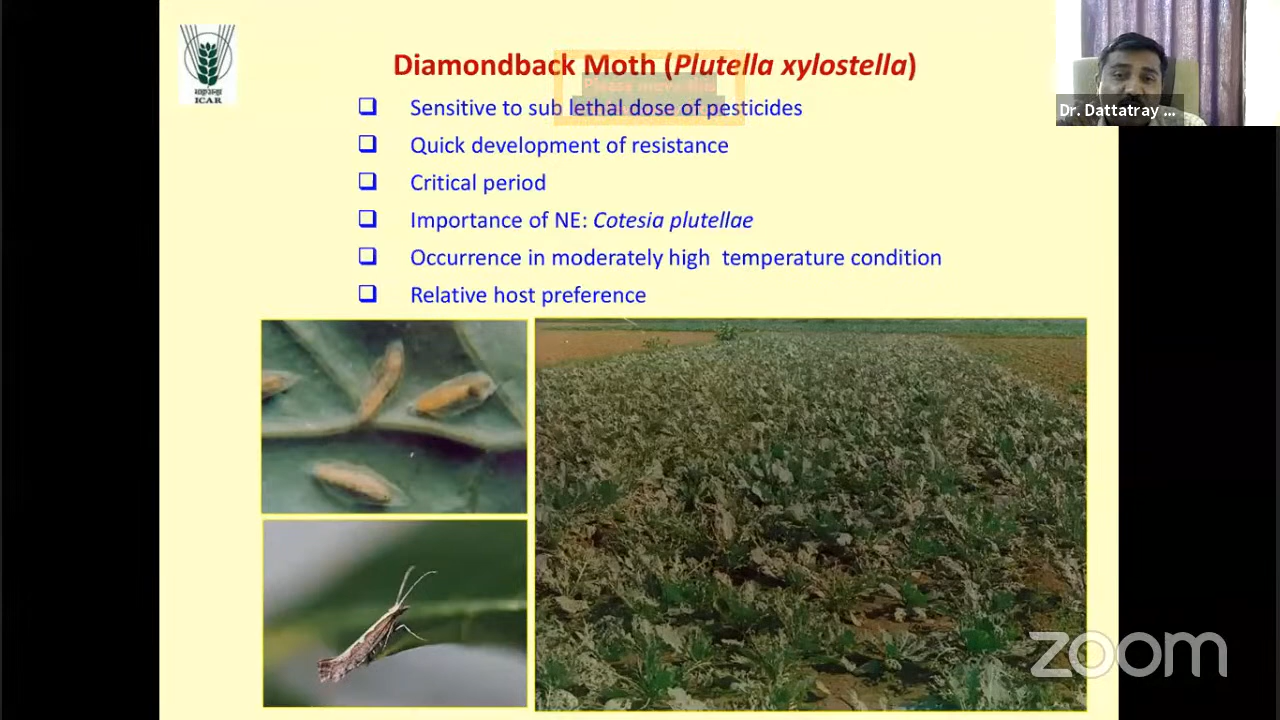 Diamondback Moth (Plutella xylostella)
❑ Sensitive to sub lethal dose of pesticides
❑ Quick development of resistance
❑ Critical period
❑ Importance of NE: Cotesia plutellae
❑ Occurrence in moderately high temperature condition
❑ Relative host preference
ICAR
Dr. Dattatray ...
zoom